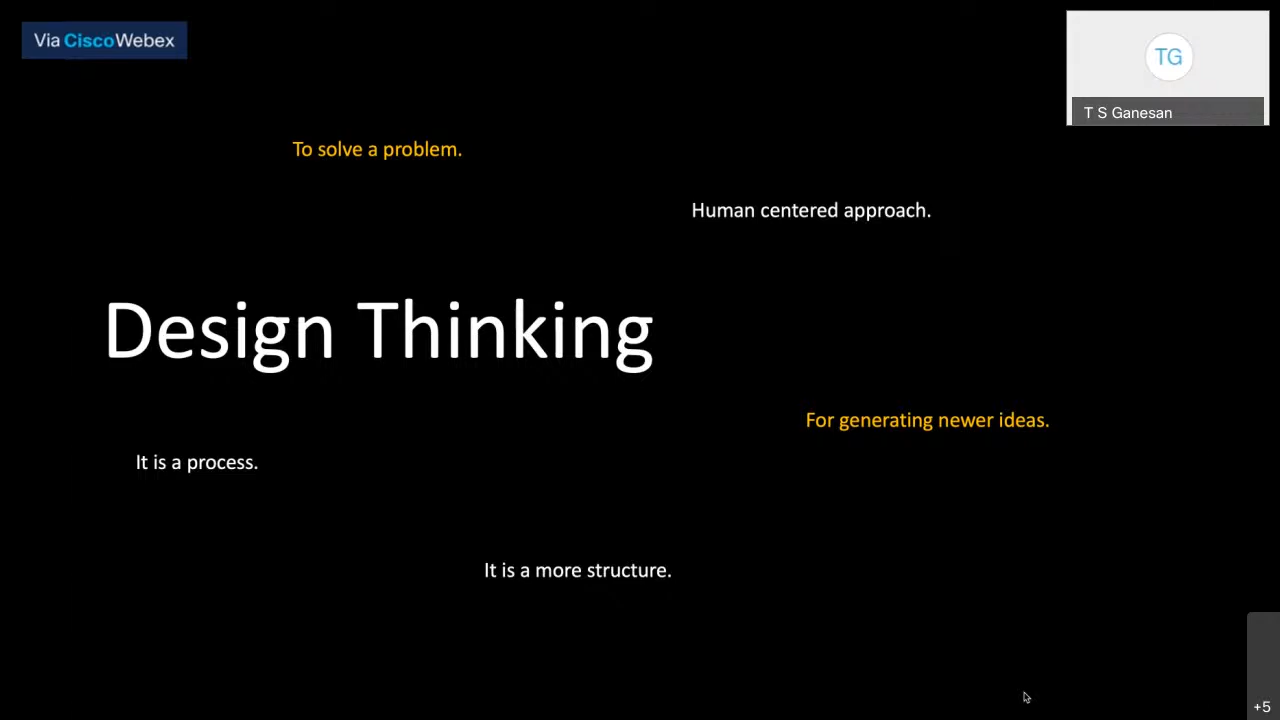 Via CiscoWebex
TG
T S Ganesan
To solve a problem.
Human centered approach.
Design Thinking
For generating newer ideas.
It is a process.
It is a more structure.
+5